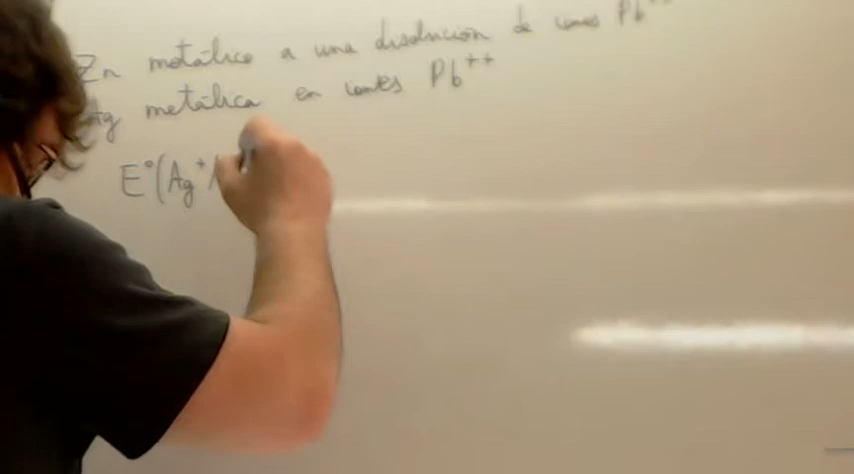 Zn metálico a una disolución de iones Pb⁺⁺
Ag metálica en iones Pb⁺⁺
E°(Ag⁺/